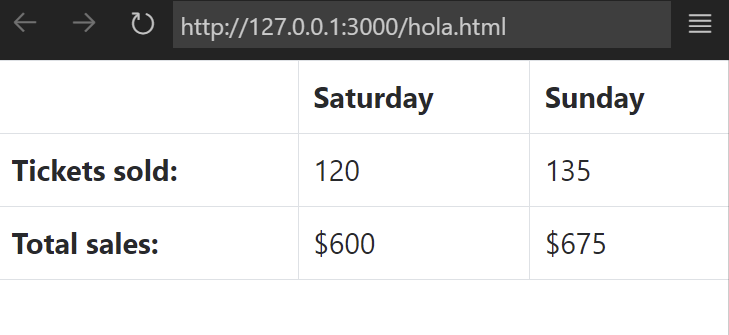 http://127.0.0.1:3000/hola.html
Saturday Sunday
Tickets sold: 120 135
Total sales: $600 $675